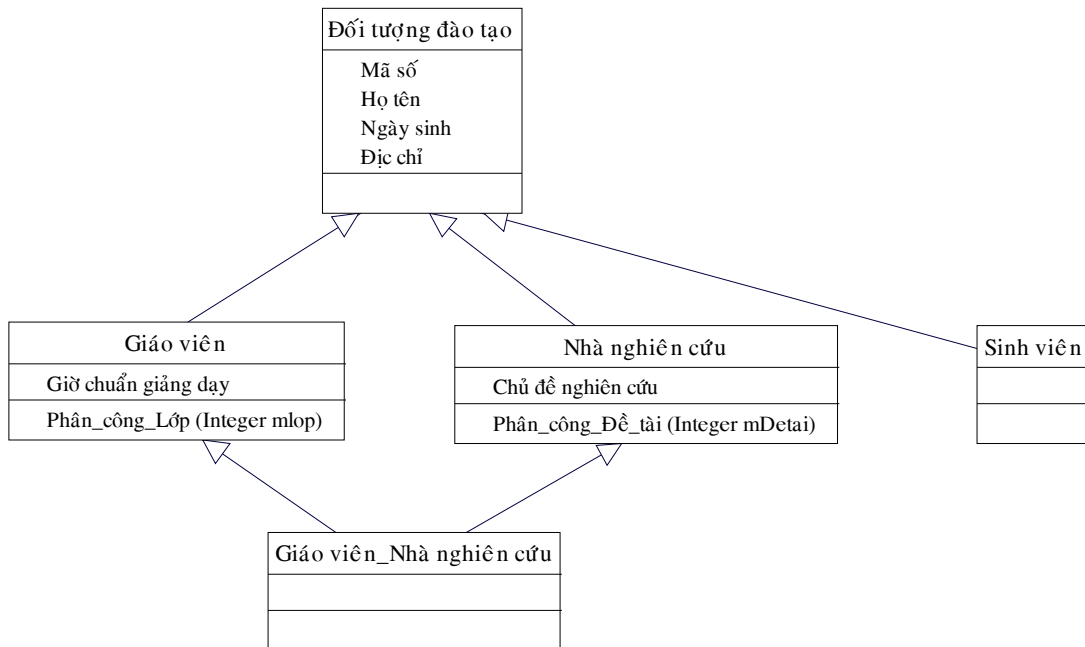 Đối tượng đào tạo
Mã số
Họ tên
Ngày sinh
Địc chỉ
Giáo viên
Giờ chuẩn giảng dạy
Phân_công_Lớp (Integer mlop)
Nhà nghiên cứu
Chủ đề nghiên cứu
Phân_công_Đề_tài (Integer mDetai)
Sinh viên
Giáo viên_Nhà nghiên cứu